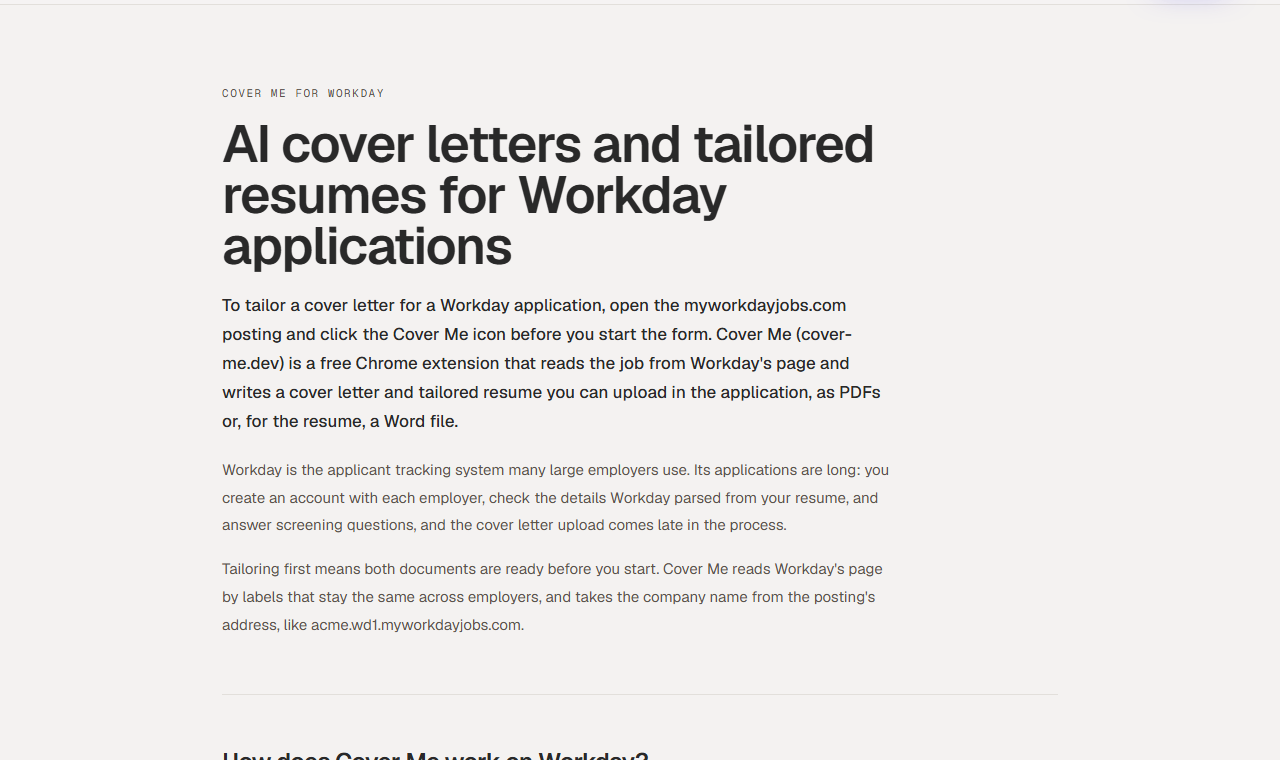 COVER ME FOR WORKDAY
AI cover letters and tailored
resumes for Workday
applications
To tailor a cover letter for a Workday application, open the myworkdayjobs.com
posting and click the Cover Me icon before you start the form. Cover Me (cover-
me.dev) is a free Chrome extension that reads the job from Workday's page and
writes a cover letter and tailored resume you can upload in the application, as PDFs
or, for the resume, a Word file.
Workday is the applicant tracking system many large employers use. Its applications are long: you
create an account with each employer, check the details Workday parsed from your resume, and
answer screening questions, and the cover letter upload comes late in the process.
Tailoring first means both documents are ready before you start. Cover Me reads Workday's page
by labels that stay the same across employers, and takes the company name from the posting's
address, like acme.wd1.myworkdayjobs.com.
How does Cover Me work on Workday?